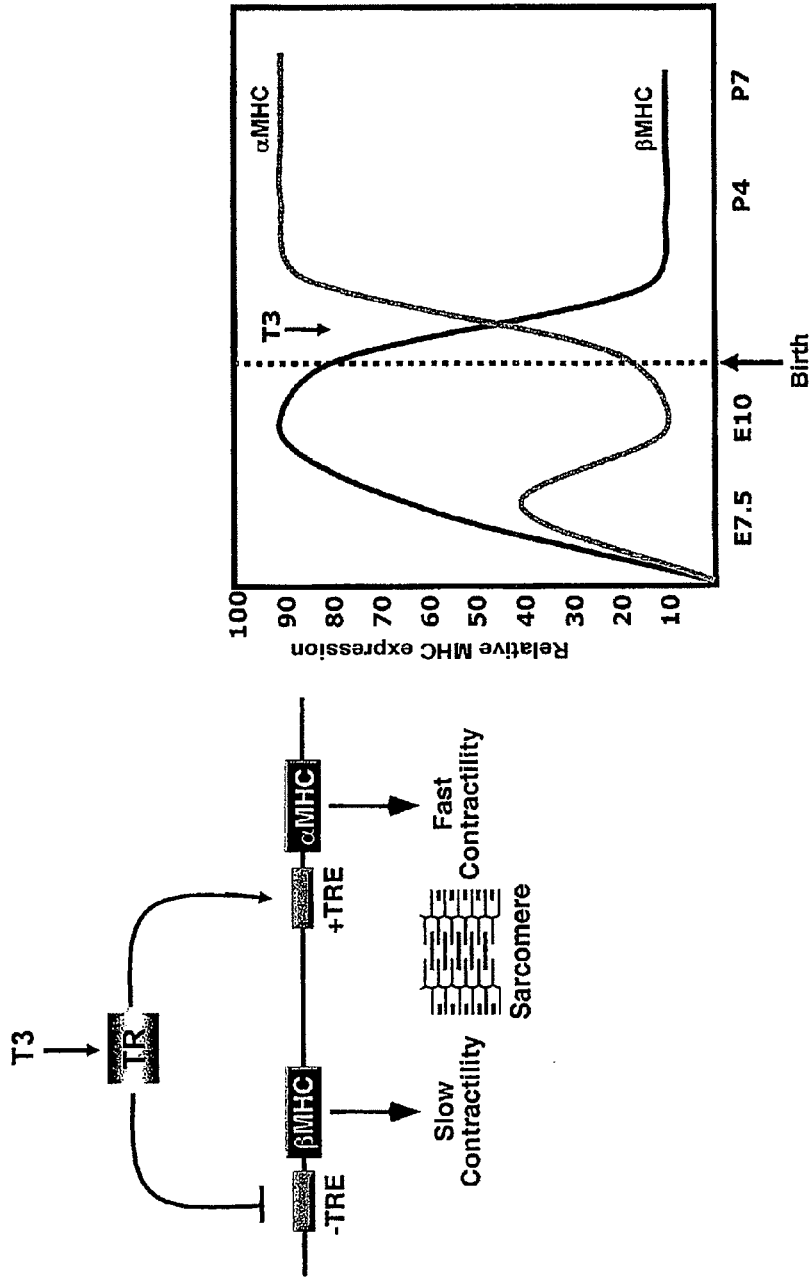 T3
TR
βMHC
αMHC
-TRE
+TRE
Slow
Contractility
Sarcomere
Fast
Contractility
Relative MHC expression
100
90
80
70
60
50
40
30
20
10
T3
αMHC
βMHC
E7.5
E10
P4
P7
Birth